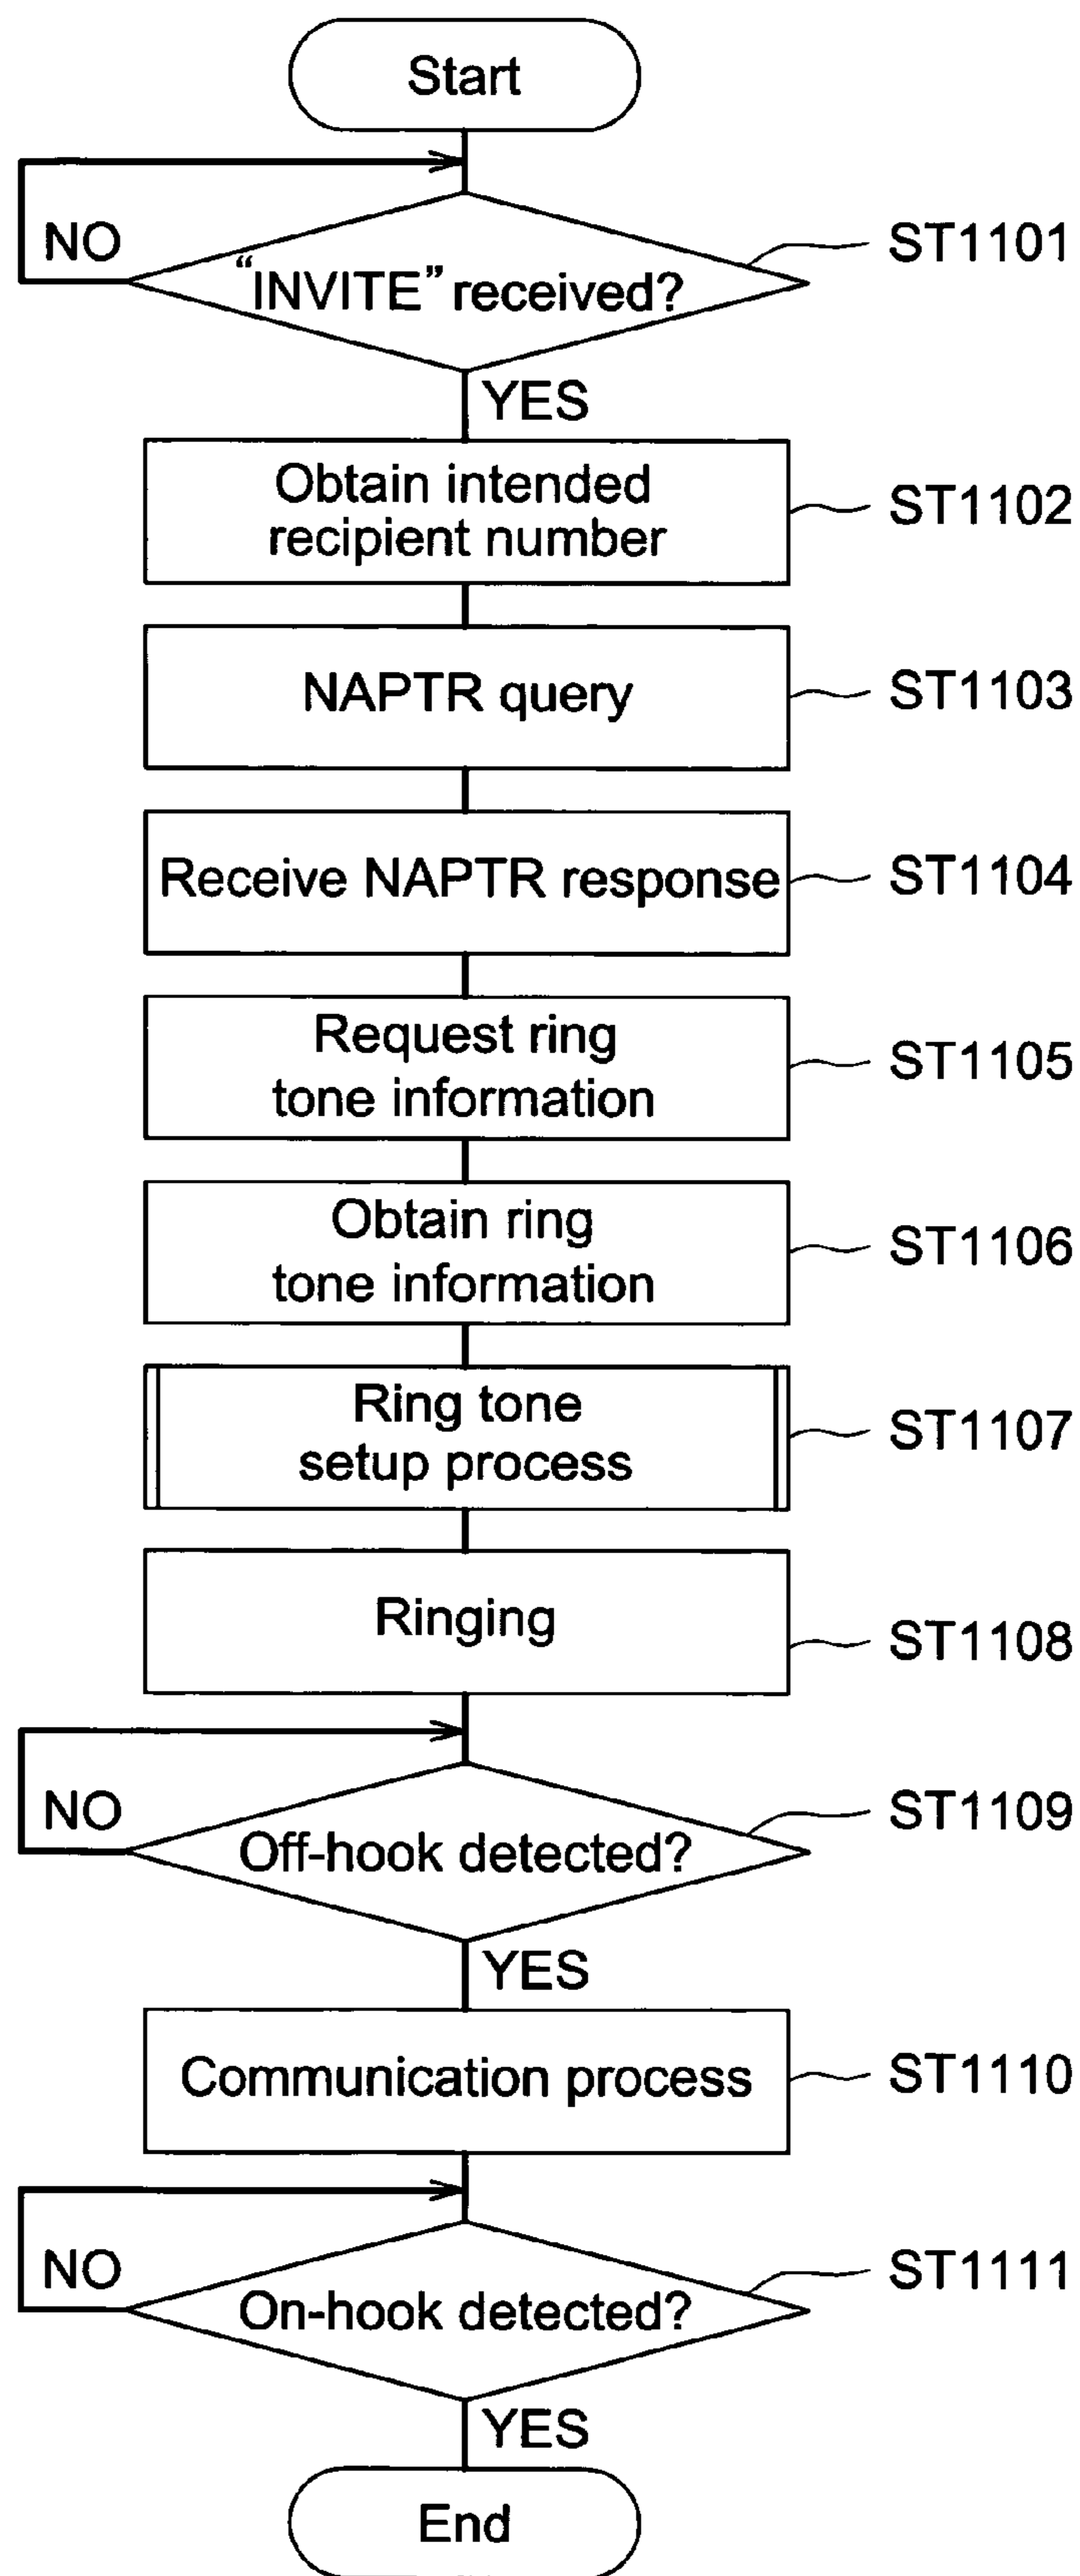 Start
NO
“INVITE” received?
ST1101
YES
Obtain intended
recipient number
ST1102
NAPTR query
ST1103
Receive NAPTR response
ST1104
Request ring
tone information
ST1105
Obtain ring
tone information
ST1106
Ring tone
setup process
ST1107
Ringing
ST1108
NO
Off-hook detected?
ST1109
YES
Communication process
ST1110
NO
On-hook detected?
ST1111
YES
End